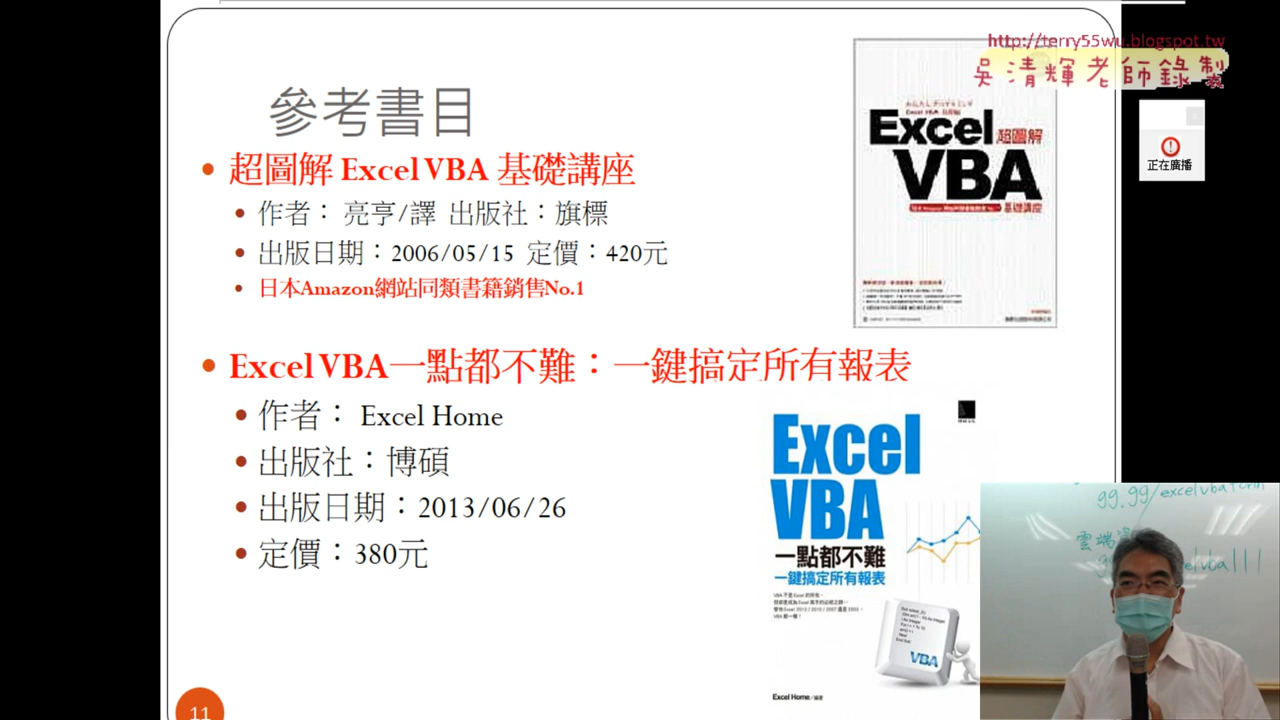 http://terry55wu.blogspot.tw
吳清輝老師錄製
正在廣播
參考書目
超圖解 Excel VBA 基礎講座
作者： 亮亨/譯 出版社：旗標
出版日期：2006/05/15 定價：420元
日本Amazon網站同類書籍銷售No.1
Excel 超圖解
VBA
基礎講座
Excel VBA一點都不難：一鍵搞定所有報表
作者： Excel Home
出版社：博碩
出版日期：2013/06/26
定價：380元
Excel
VBA
一點都不難
一鍵搞定所有報表
VBA
Excel Home/編著
雲端
11